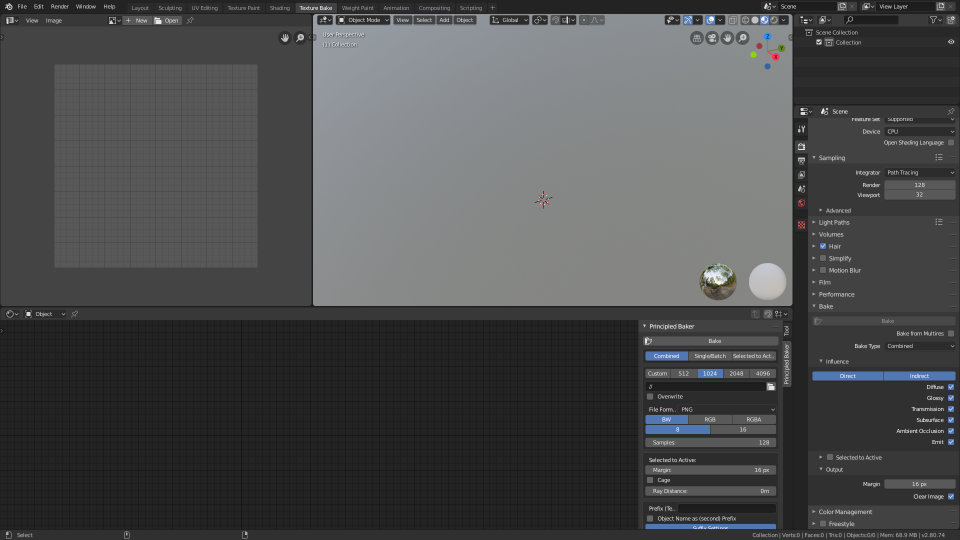 File Edit Render Window Help Layout Modeling Sculpting UV Editing Texture Paint Shading Texture Bake Weight Paint Animation Compositing Scripting + Scene View Layer
View Image New Open
Object Mode View Select Add Object Global
User Perspective
(1) Collection
Scene Collection
Collection
Scene
Feature Set Supported
Device CPU
Open Shading Language
Sampling
Integrator Path Tracing
Render 128
Viewport 32
Advanced
Light Paths
Volumes
Hair
Simplify
Motion Blur
Film
Performance
Bake
Bake
Bake from Multires
Bake Type Combined
Influence
Direct Indirect
Diffuse
Glossy
Transmission
Subsurface
Ambient Occlusion
Emit
Selected to Active
Output
Margin 16 px
Clear Image
Color Management
Freestyle
Object
Principled Baker
Bake
Combined Single/Batch Selected to Act..
Custom 512 1024 2048 4096
//
Overwrite
File Form.. PNG
BW RGB RGBA
8 16
Samples: 128
Selected to Active:
Margin: 16 px
Cage
Ray Distance: 0m
Prefix (Te..
Object Name as (second) Prefix
Suffix Settings
Tool
Principled Baker
Select
Collection | Verts:0 | Faces:0 | Tris:0 | Objects:0/0 | Mem: 68.9 MB | v2.80.74